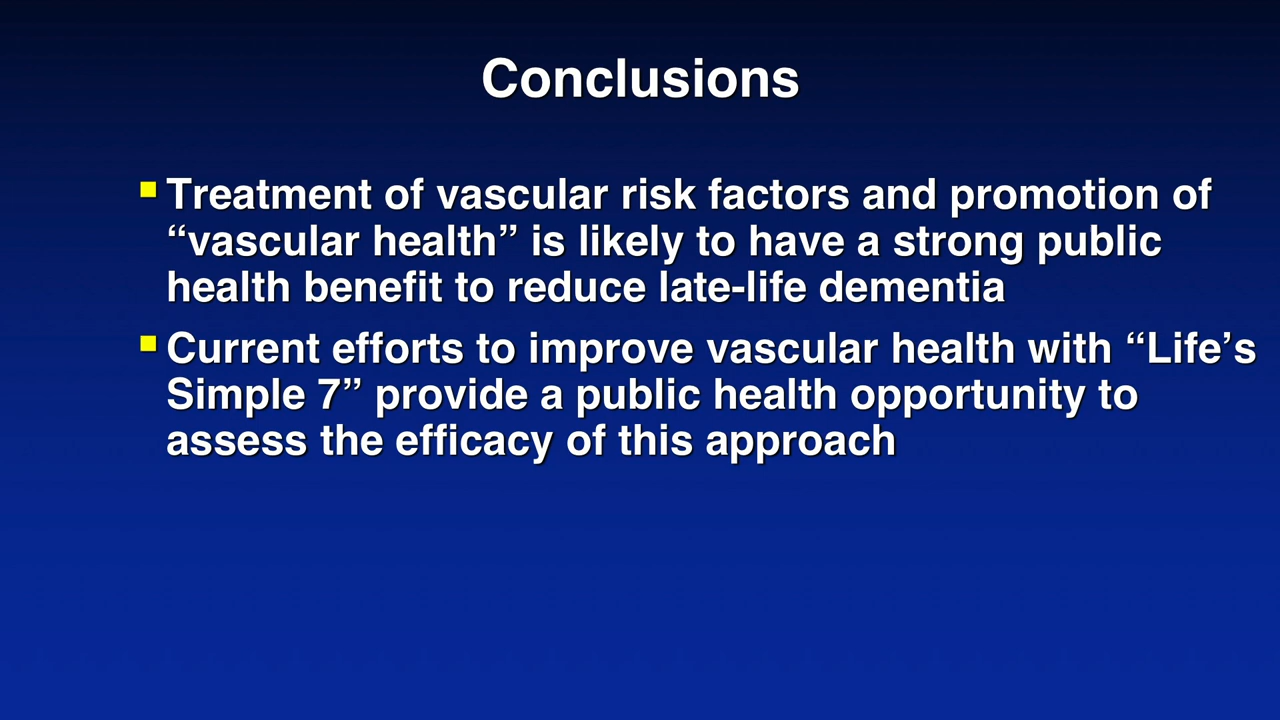 Conclusions
Treatment of vascular risk factors and promotion of
“vascular health” is likely to have a strong public
health benefit to reduce late-life dementia
Current efforts to improve vascular health with “Life’s
Simple 7” provide a public health opportunity to
assess the efficacy of this approach